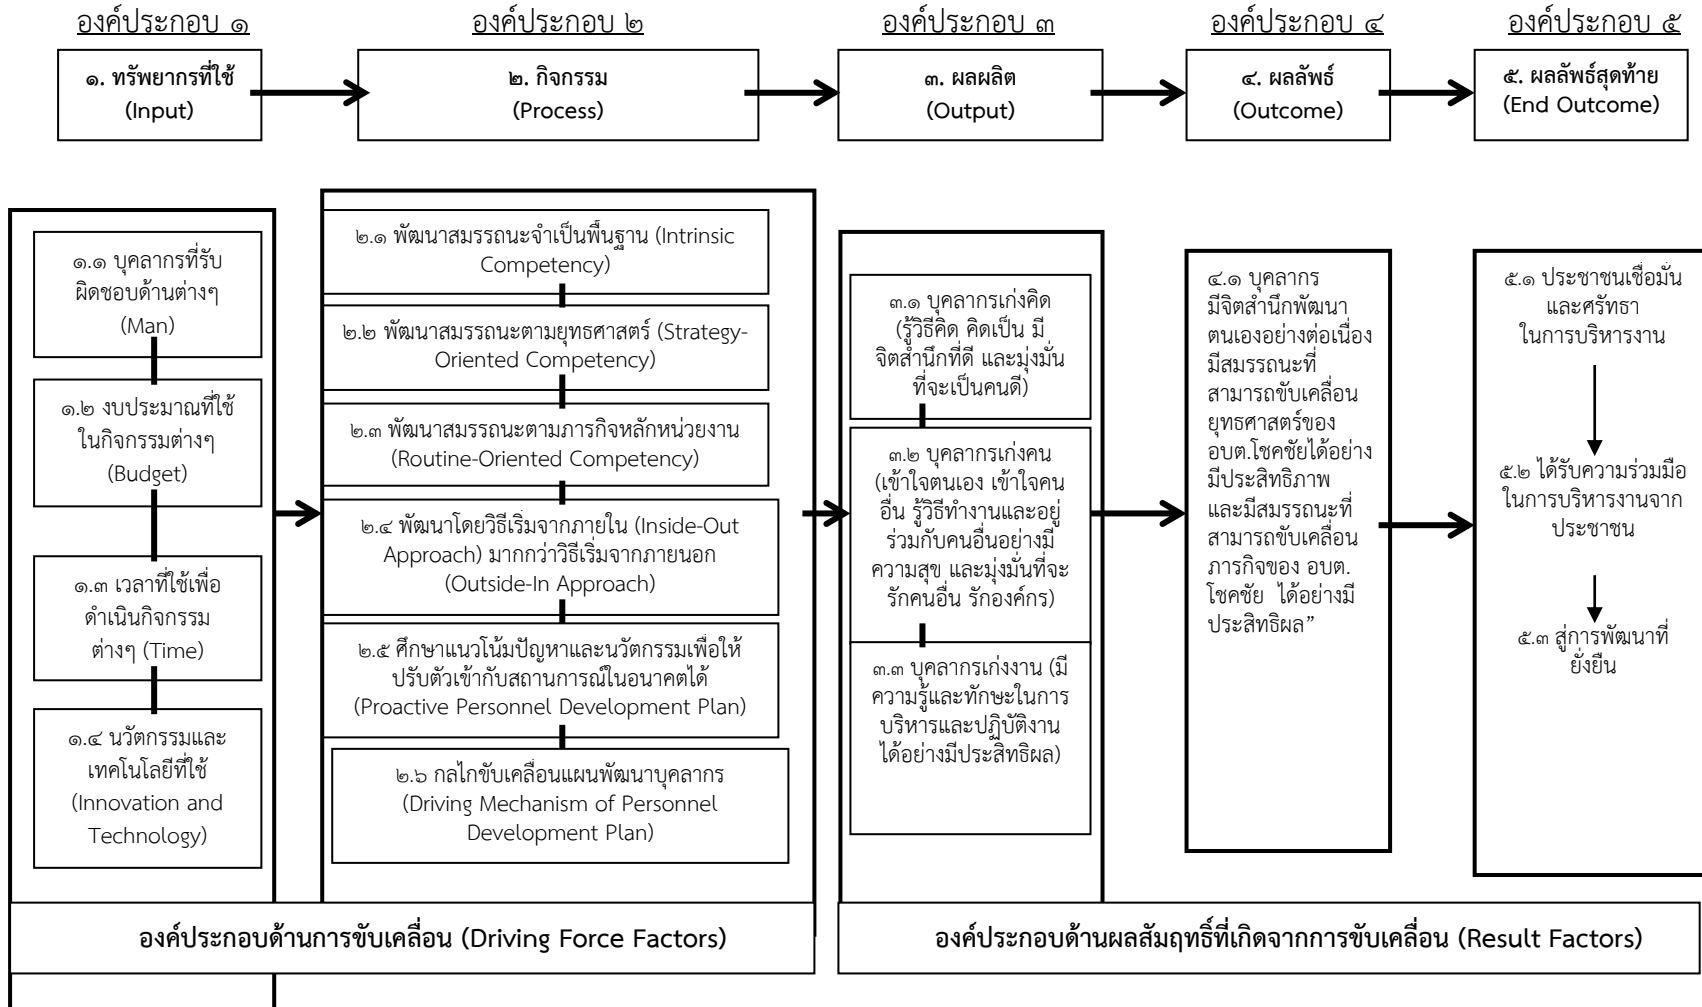 องค์ประกอบ ๑
องค์ประกอบ ๒
องค์ประกอบ ๓
องค์ประกอบ ๔
องค์ประกอบ ๕
๑. ทรัพยากรที่ใช้
(Input)
๒. กิจกรรม
(Process)
๓. ผลผลิต
(Output)
๔. ผลลัพธ์
(Outcome)
๕. ผลลัพธ์สุดท้าย
(End Outcome)
๑.๑ บุคลากรที่รับ
ผิดชอบด้านต่างๆ
(Man)
๑.๒ งบประมาณที่ใช้
ในกิจกรรมต่างๆ
(Budget)
๑.๓ เวลาที่ใช้เพื่อ
ดำเนินกิจกรรม
ต่างๆ (Time)
๑.๔ นวัตกรรมและ
เทคโนโลยีที่ใช้
(Innovation and
Technology)
๒.๑ พัฒนาสมรรถนะจำเป็นพื้นฐาน (Intrinsic
Competency)
๒.๒ พัฒนาสมรรถนะตามยุทธศาสตร์ (Strategy-
Oriented Competency)
๒.๓ พัฒนาสมรรถนะตามภารกิจหลักหน่วยงาน
(Routine-Oriented Competency)
๒.๔ พัฒนาโดยวิธีเริ่มจากภายใน (Inside-Out
Approach) มากกว่าวิธีเริ่มจากภายนอก
(Outside-In Approach)
๒.๕ ศึกษาแนวโน้มปัญหาและนวัตกรรมเพื่อให้
ปรับตัวเข้ากับสถานการณ์ในอนาคตได้
(Proactive Personnel Development Plan)
๒.๖ กลไกขับเคลื่อนแผนพัฒนาบุคลากร
(Driving Mechanism of Personnel
Development Plan)
๓.๑ บุคลากรเก่งคิด
(รู้วิธีคิด คิดเป็น มี
จิตสำนึกที่ดี และมุ่งมั่น
ที่จะเป็นคนดี)
๓.๒ บุคลากรเก่งคน
(เข้าใจตนเอง เข้าใจคน
อื่น รู้วิธีทำงานและอยู่
ร่วมกับคนอื่นอย่างมี
ความสุข และมุ่งมั่นที่จะ
รักคนอื่น รักองค์กร)
๓.๓ บุคลากรเก่งงาน (มี
ความรู้และทักษะในการ
บริหารและปฏิบัติงาน
ได้อย่างมีประสิทธิผล)
๔.๑ บุคลากร
มีจิตสำนึกพัฒนา
ตนเองอย่างต่อเนื่อง
มีสมรรถนะที่
สามารถขับเคลื่อน
ยุทธศาสตร์ของ
อบต.โชคชัยได้อย่าง
มีประสิทธิภาพ
และมีสมรรถนะที่
สามารถขับเคลื่อน
ภารกิจของ อบต.
โชคชัย ได้อย่างมี
ประสิทธิผล”
๕.๑ ประชาชนเชื่อมั่น
และศรัทธา
ในการบริหารงาน
๕.๒ ได้รับความร่วมมือ
ในการบริหารงานจาก
ประชาชน
๕.๓ สู่การพัฒนาที่
ยั่งยืน
องค์ประกอบด้านการขับเคลื่อน (Driving Force Factors)
องค์ประกอบด้านผลสัมฤทธิ์ที่เกิดจากการขับเคลื่อน (Result Factors)